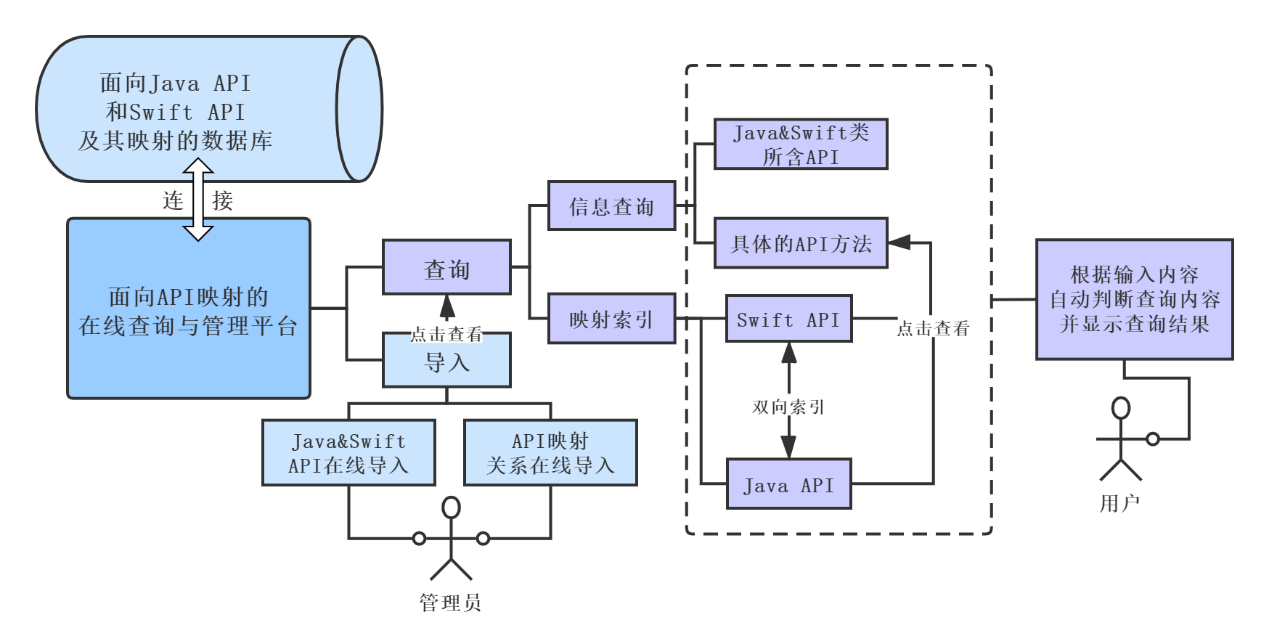 面向Java API
和Swift API
及其映射的数据库
连 接
面向API映射的
在线查询与管理平台
查询
点击查看
导入
Java&Swift
API在线导入
API映射
关系在线导入
管理员
信息查询
映射索引
Java&Swift类
所含API
具体的API方法
Swift API
点击查看
双向索引
Java API
根据输入内容
自动判断查询内容
并显示查询结果
用户